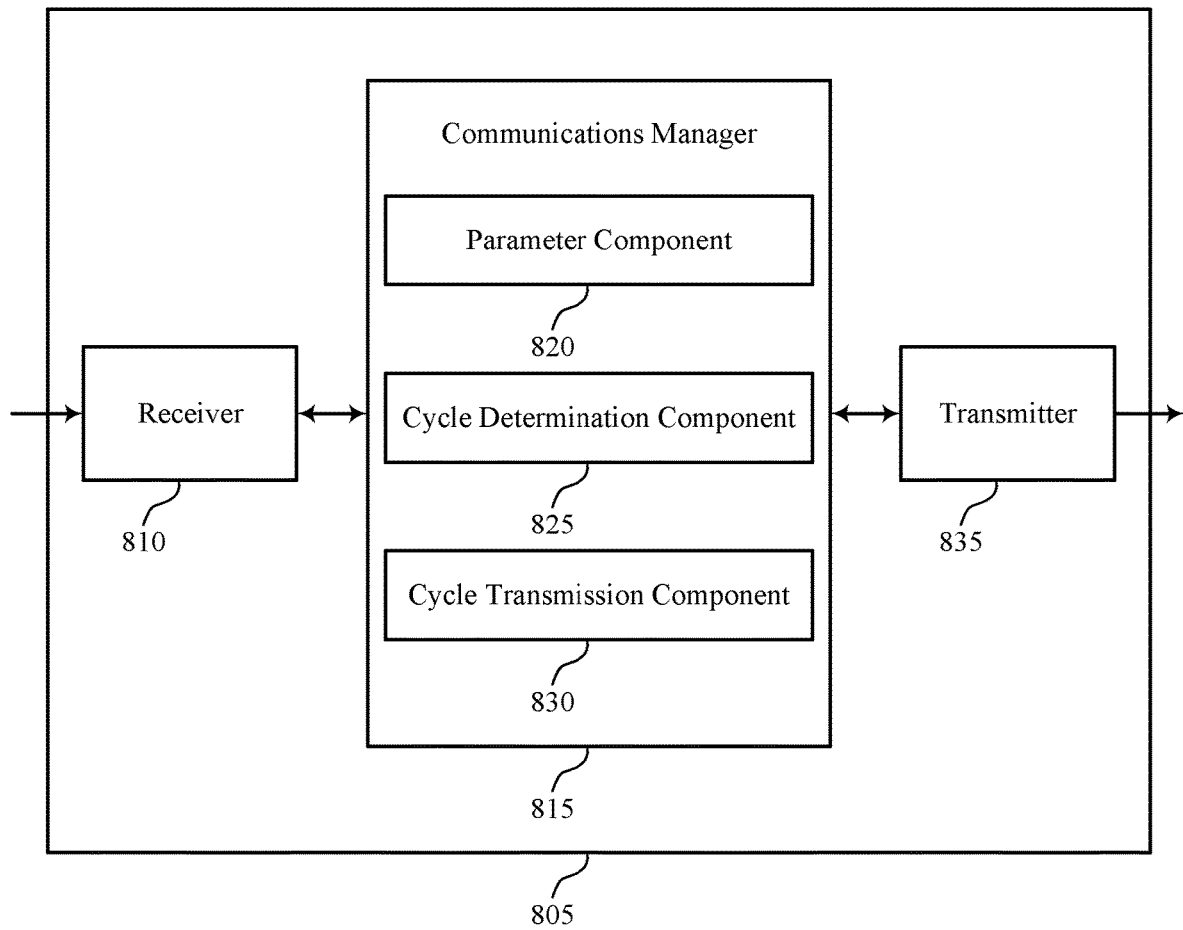 Communications Manager
Parameter Component
820
Receiver
Cycle Determination Component
Transmitter
810
825
835
Cycle Transmission Component
830
815
805